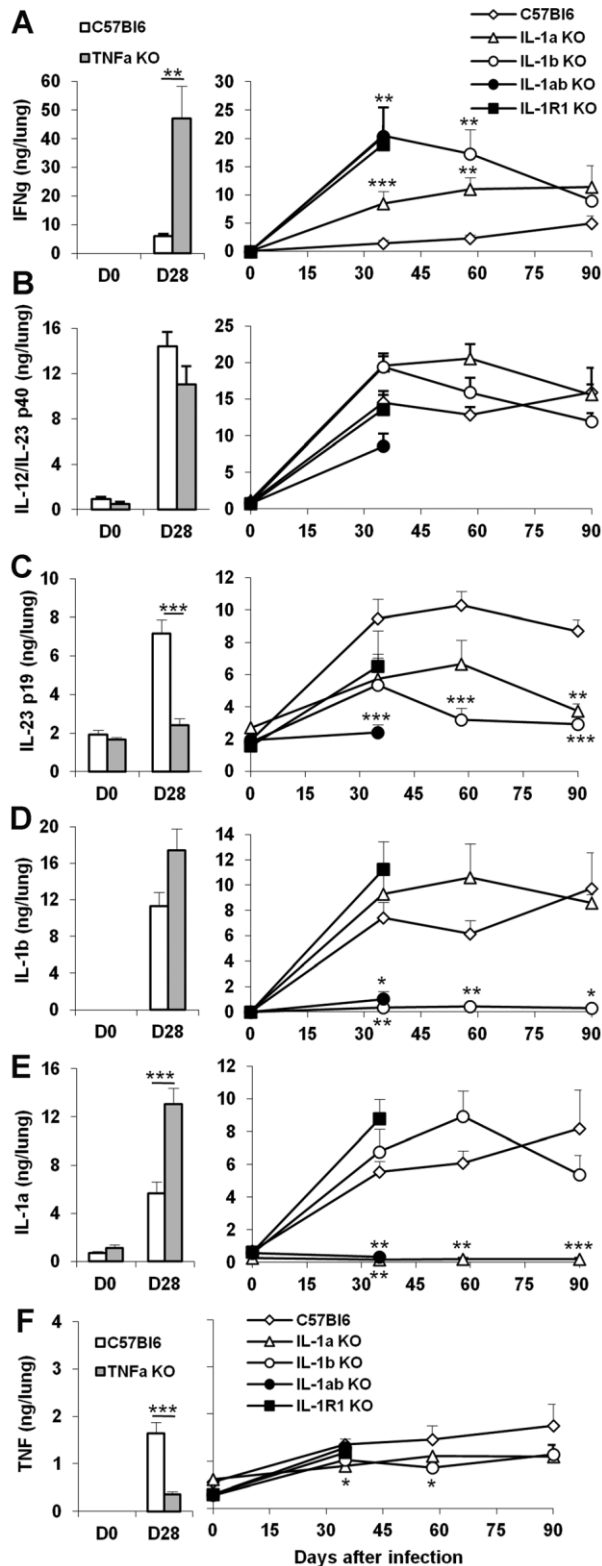 A
C57Bl6
TNFa KO
C57Bl6
IL-1a KO
IL-1b KO
IL-1ab KO
IL-1R1 KO
IFNg (ng/lung)
60
50
40
30
20
10
0
**
D0 D28
30
25
20
15
10
5
0
** ** *** **
0 15 30 45 60 75 90
B
IL-12/IL-23 p40 (ng/lung)
16
12
8
4
0
D0 D28
25
20
15
10
5
0
0 15 30 45 60 75 90
C
IL-23 p19 (ng/lung)
10
8
6
4
2
0
***
D0 D28
12
10
8
6
4
2
0
*** *** ** ***
0 15 30 45 60 75 90
D
IL-1b (ng/lung)
20
16
12
8
4
0
D0 D28
14
12
10
8
6
4
2
0
* ** ** *
0 15 30 45 60 75 90
E
IL-1a (ng/lung)
16
12
8
4
0
***
D0 D28
12
10
8
6
4
2
0
** ** ** ***
0 15 30 45 60 75 90
F
C57Bl6
TNFa KO
C57Bl6
IL-1a KO
IL-1b KO
IL-1ab KO
IL-1R1 KO
TNF (ng/lung)
4
3
2
1
0
***
D0 D28
4
3
2
1
0
* *
0 15 30 45 60 75 90
Days after infection